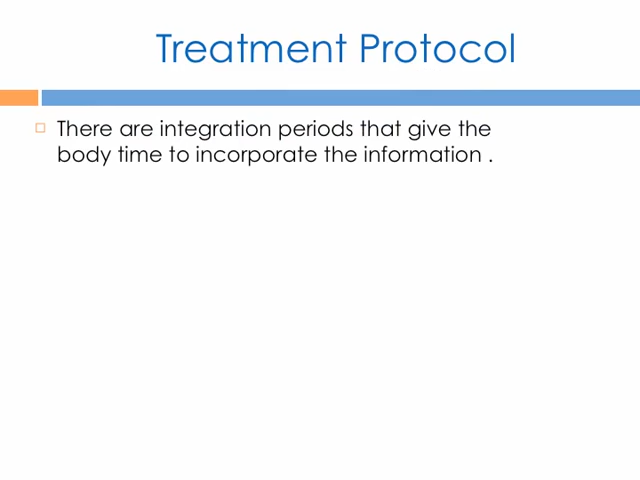 Treatment Protocol
There are integration periods that give the
body time to incorporate the information .